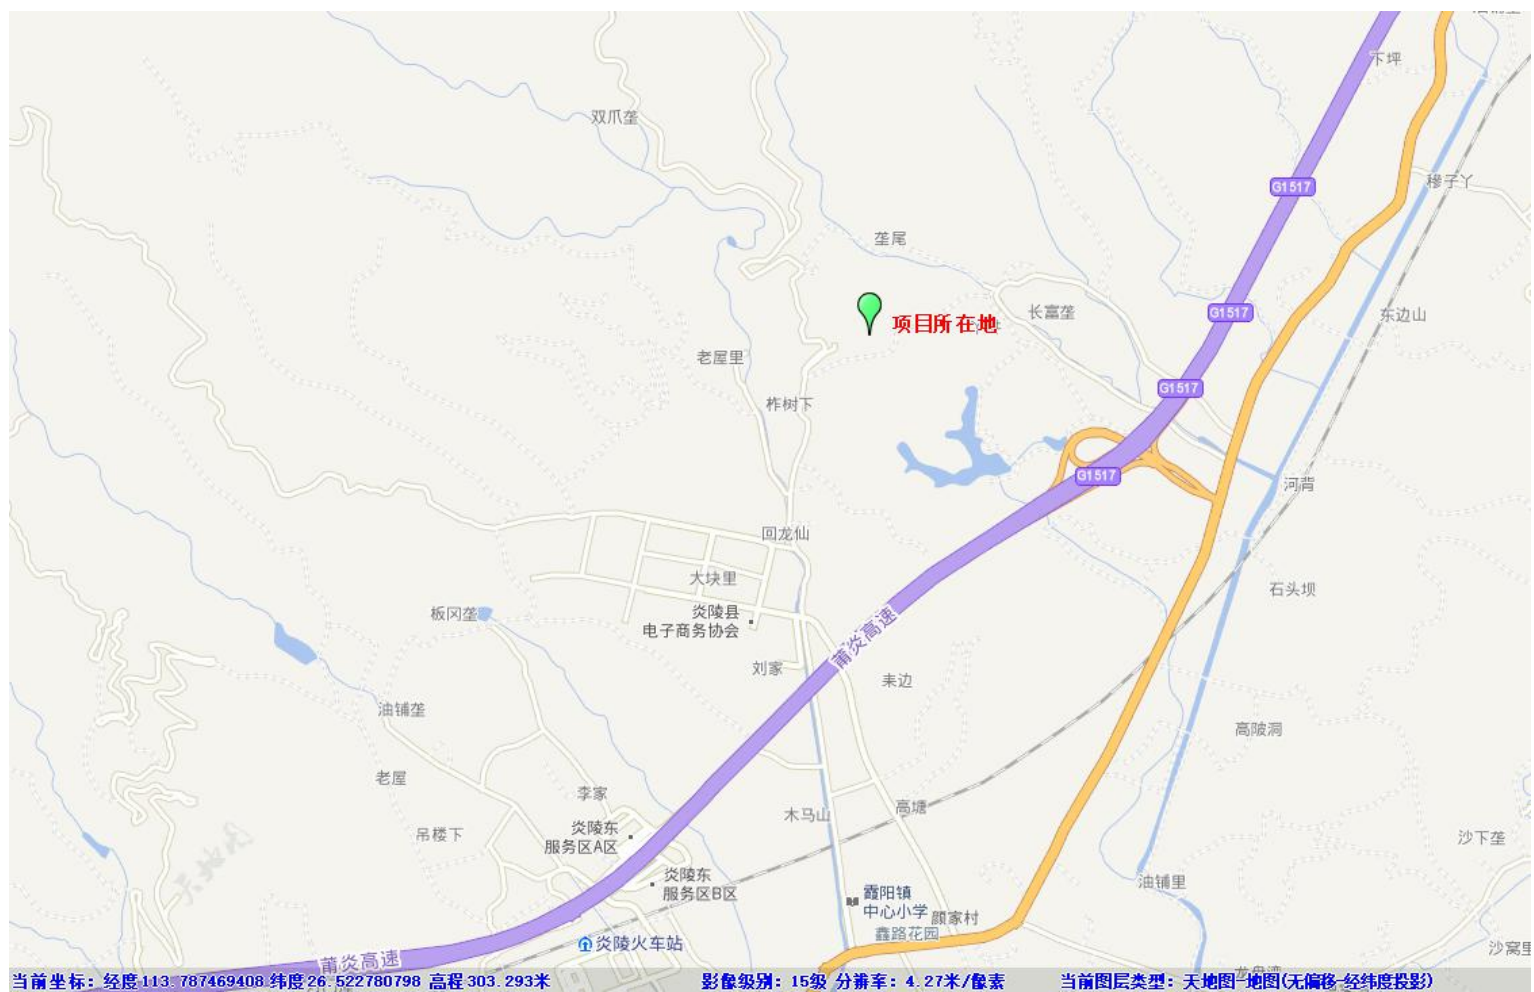 下坪
双爪垄
G1517
穆子丫
垄尾
长富垄
G1517
东边山
项目所在地
老屋里
G1517
柞树下
G1517
河背
回龙仙
大块里
石头坝
板冈垄
炎陵县
电子商务协会
莆炎高速
刘家
耒边
油铺垄
高陂洞
老屋
李家
木马山
高塘
吊楼下
炎陵东
服务区A区
沙下垄
炎陵东
服务区B区
油铺里
霞阳镇
中心小学
颜家村
鑫路花园
炎陵火车站
沙窝里
莆炎高速
当前坐标：经度113.787469408 纬度26.522780798 高程303.293米 影像级别：15级 分辨率：4.27米/像素 当前图层类型：天地图-地图(无偏移-经纬度投影)